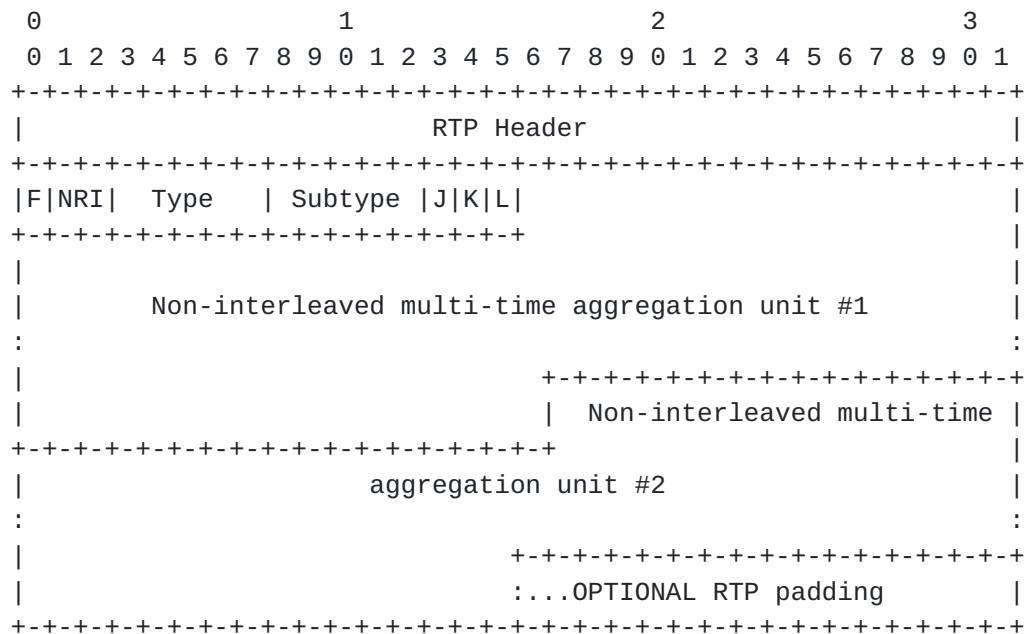 0                   1                   2                   3
 0 1 2 3 4 5 6 7 8 9 0 1 2 3 4 5 6 7 8 9 0 1 2 3 4 5 6 7 8 9 0 1
+-+-+-+-+-+-+-+-+-+-+-+-+-+-+-+-+-+-+-+-+-+-+-+-+-+-+-+-+-+-+-+-+
|                          RTP Header                           |
+-+-+-+-+-+-+-+-+-+-+-+-+-+-+-+-+-+-+-+-+-+-+-+-+-+-+-+-+-+-+-+-+
|F|NRI|  Type   | Subtype |J|K|L|                               |
+-+-+-+-+-+-+-+-+-+-+-+-+-+-+-+-+                               |
|                                                               |
|        Non-interleaved multi-time aggregation unit #1         |
:                                                               :
|                                 +-+-+-+-+-+-+-+-+-+-+-+-+-+-+-+
|                                 |  Non-interleaved multi-time |
+-+-+-+-+-+-+-+-+-+-+-+-+-+-+-+-+-+                             |
|                      aggregation unit #2                      |
:                                                               :
|                               +-+-+-+-+-+-+-+-+-+-+-+-+-+-+-+-+
|                               :...OPTIONAL RTP padding        |
+-+-+-+-+-+-+-+-+-+-+-+-+-+-+-+-+-+-+-+-+-+-+-+-+-+-+-+-+-+-+-+-+